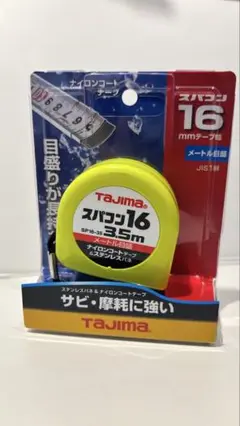 ナイロンコート
テープ
スパコン
16
mmテープ幅
メートル目盛
JIS1級
目盛りが長
TAJIMA
スパコン16
SP16-35
3.5m
メートル目盛
ナイロンコートテープ
&ステンレスバネ
ステンレスバネ & ナイロンコートテープ
サビ・摩耗に強い
TAJIMA